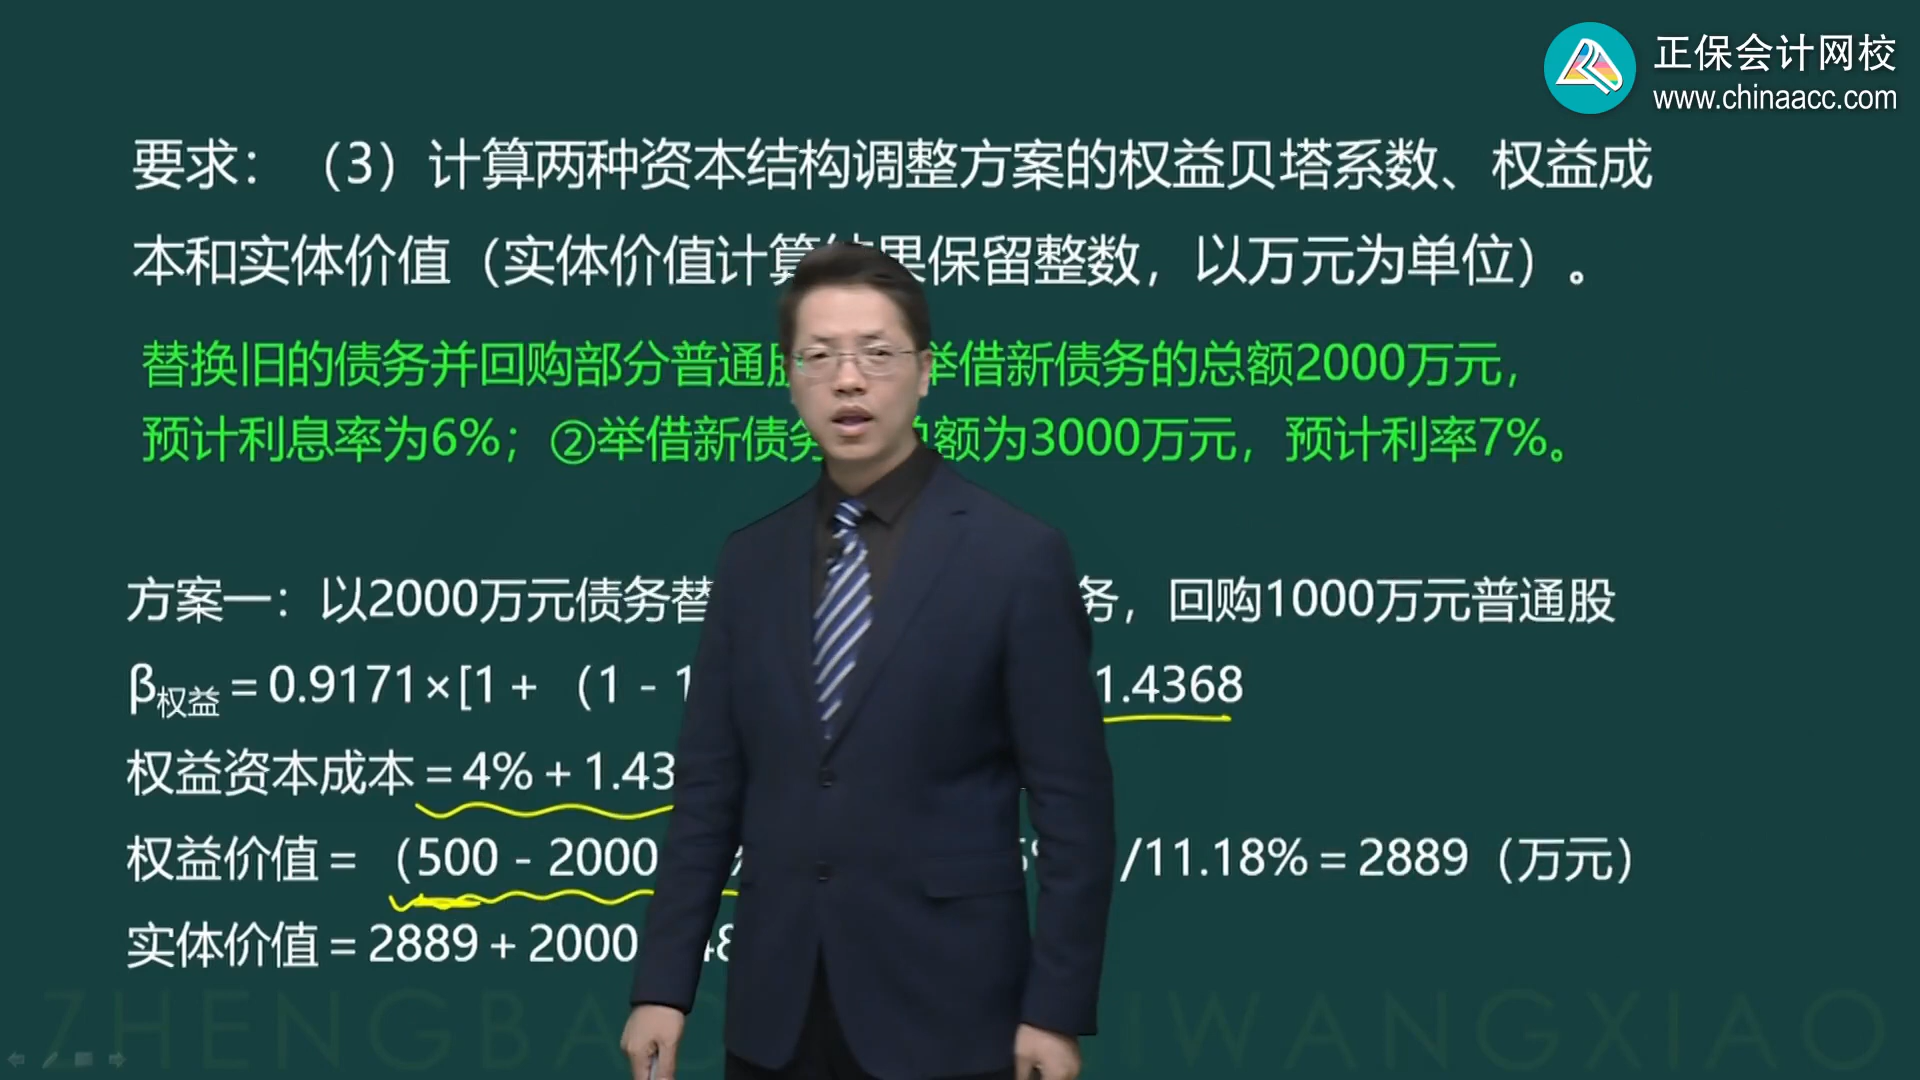 正保会计网校
www.chinaacc.com
要求：（3）计算两种资本结构调整方案的权益贝塔系数、权益成
本和实体价值（实体价值计算结果保留整数，以万元为单位）。
替换旧的债务并回购部分普通股 举借新债务的总额2000万元，
预计利息率为6%；②举借新债务 总额为3000万元，预计利率7%。
方案一：以2000万元债务替 务，回购1000万元普通股
β权益＝0.9171×[1＋（1－1 1.4368
权益资本成本＝4%＋1.43
权益价值＝（500－2000 /11.18%＝2889（万元）
实体价值＝2889＋2000 48
ZHENGBAO IWANGXIAO